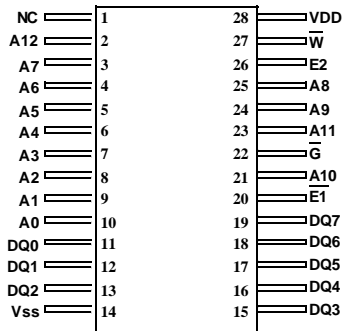 NC 1 28 VDD
A12 2 27 W̅
A7 3 26 E2
A6 4 25 A8
A5 5 24 A9
A4 6 23 A11
A3 7 22 G̅
A2 8 21 A10
A1 9 20 E̅1̅
A0 10 19 DQ7
DQ0 11 18 DQ6
DQ1 12 17 DQ5
DQ2 13 16 DQ4
Vss 14 15 DQ3